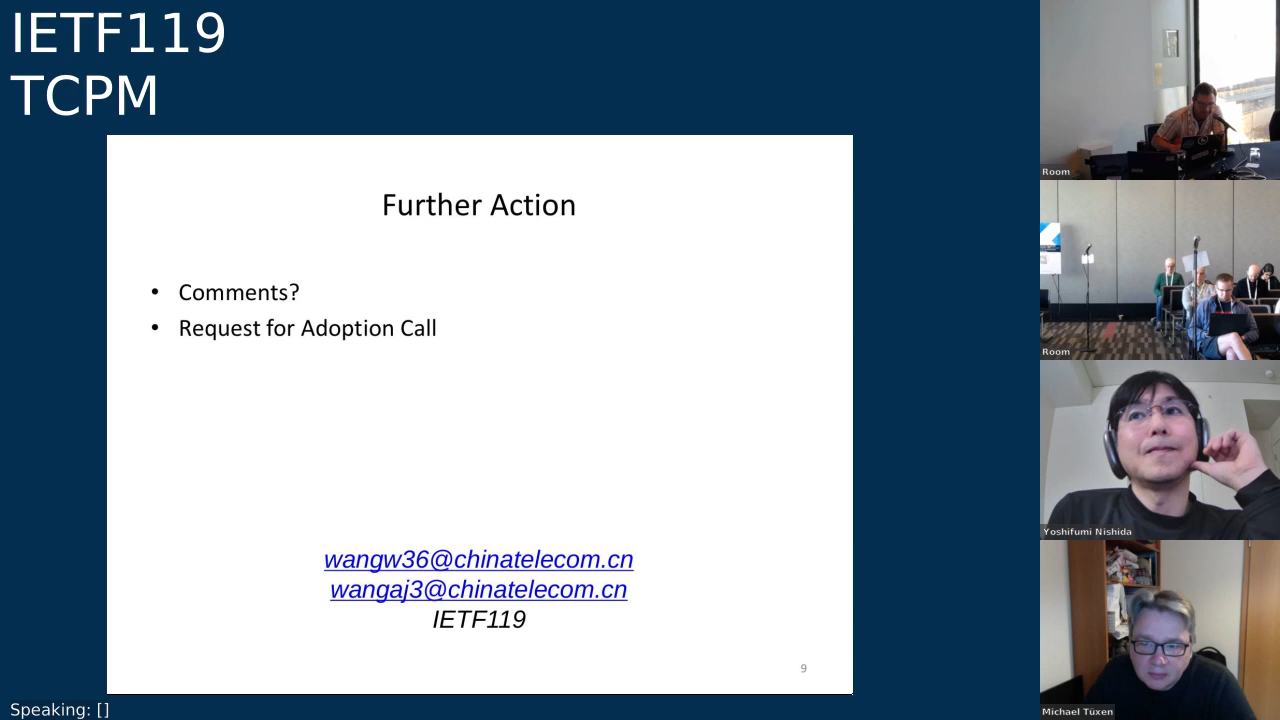 IETF119
TCPM
Further Action
• Comments?
• Request for Adoption Call
wangw36@chinatelecom.cn
wangaj3@chinatelecom.cn
IETF119
9
Speaking: []
Room
Room
Yoshifumi Nishida
Michael Tüxen